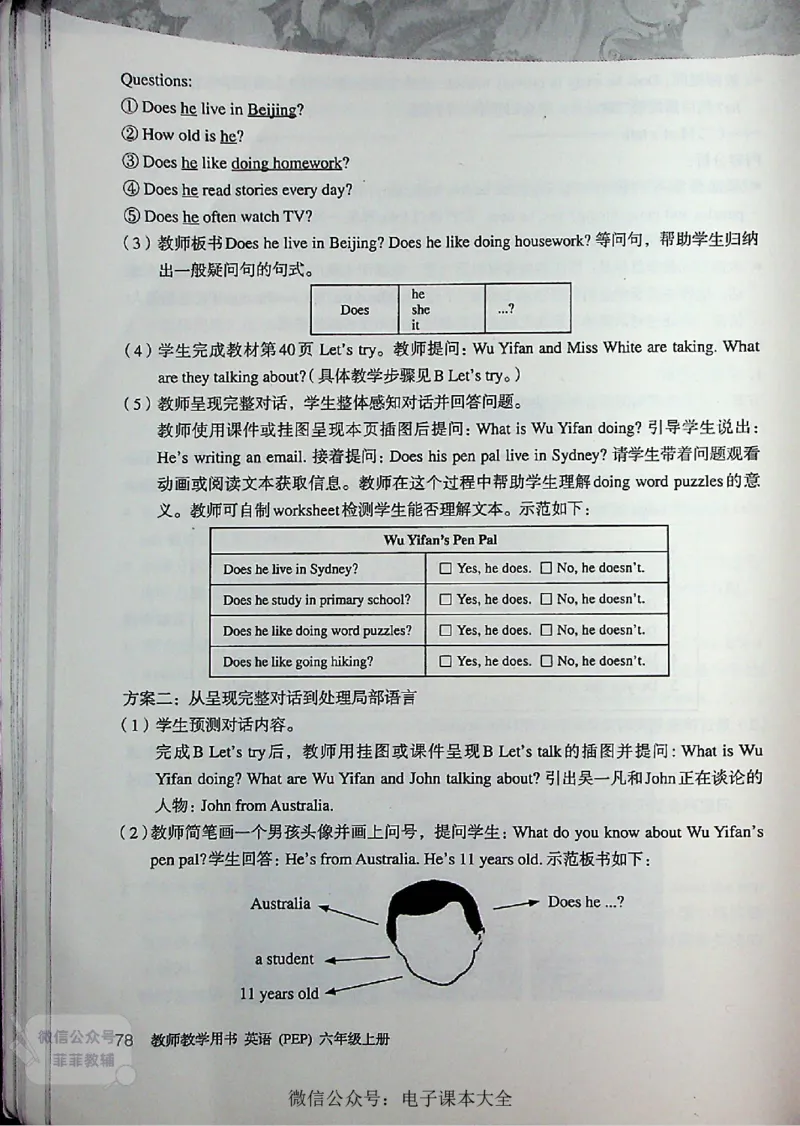 Questions:
① Does he live in Beijing?
② How old is he?
③ Does he like doing homework?
④ Does he read stories every day?
⑤ Does he often watch TV?
(3) 教师板书Does he live in Beijing? Does he like doing housework? 等问句，帮助学生归纳
出一般疑问句的句式。
Does he she it ...?
(4) 学生完成教材第40页 Let's try。教师提问：Wu Yifan and Miss White are taking. What
are they talking about?(具体教学步骤见B Let's try。)
(5) 教师呈现完整对话，学生整体感知对话并回答问题。
教师使用课件或挂图呈现本页插图后提问：What is Wu Yifan doing? 引导学生说出：
He's writing an email. 接着提问：Does his pen pal live in Sydney? 请学生带着问题观看
动画或阅读文本获取信息。教师在这个过程中帮助学生理解doing word puzzles的意
义。教师可自制worksheet检测学生能否理解文本。示范如下：
Wu Yifan's Pen Pal
Does he live in Sydney? □ Yes, he does. □ No, he doesn't.
Does he study in primary school? □ Yes, he does. □ No, he doesn't.
Does he like doing word puzzles? □ Yes, he does. □ No, he doesn't.
Does he like going hiking? □ Yes, he does. □ No, he doesn't.
方案二：从呈现完整对话到处理局部语言
(1) 学生预测对话内容。
完成B Let's try后，教师用挂图或课件呈现B Let's talk的插图并提问：What is Wu
Yifan doing? What are Wu Yifan and John talking about? 引出吴一凡和John正在谈论的
人物：John from Australia.
(2) 教师简笔画一个男孩头像并画上问号，提问学生：What do you know about Wu Yifan's
pen pal?学生回答：He's from Australia. He's 11 years old. 示范板书如下：
Australia
Does he ...?
a student
11 years old
微信公众号
菲菲教辅
78 教师教学用书 英语 (PEP) 六年级上册
微信公众号：电子课本大全